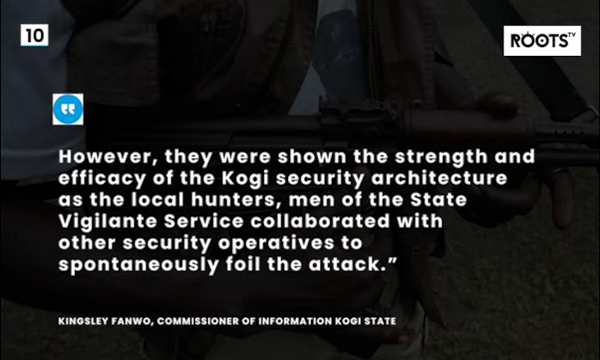 10
ROOTS TV
However, they were shown the strength and
efficacy of the Kogi security architecture
as the local hunters, men of the State
Vigilante Service collaborated with
other security operatives to
spontaneously foil the attack.”
KINGSLEY FANWO, COMMISSIONER OF INFORMATION KOGI STATE